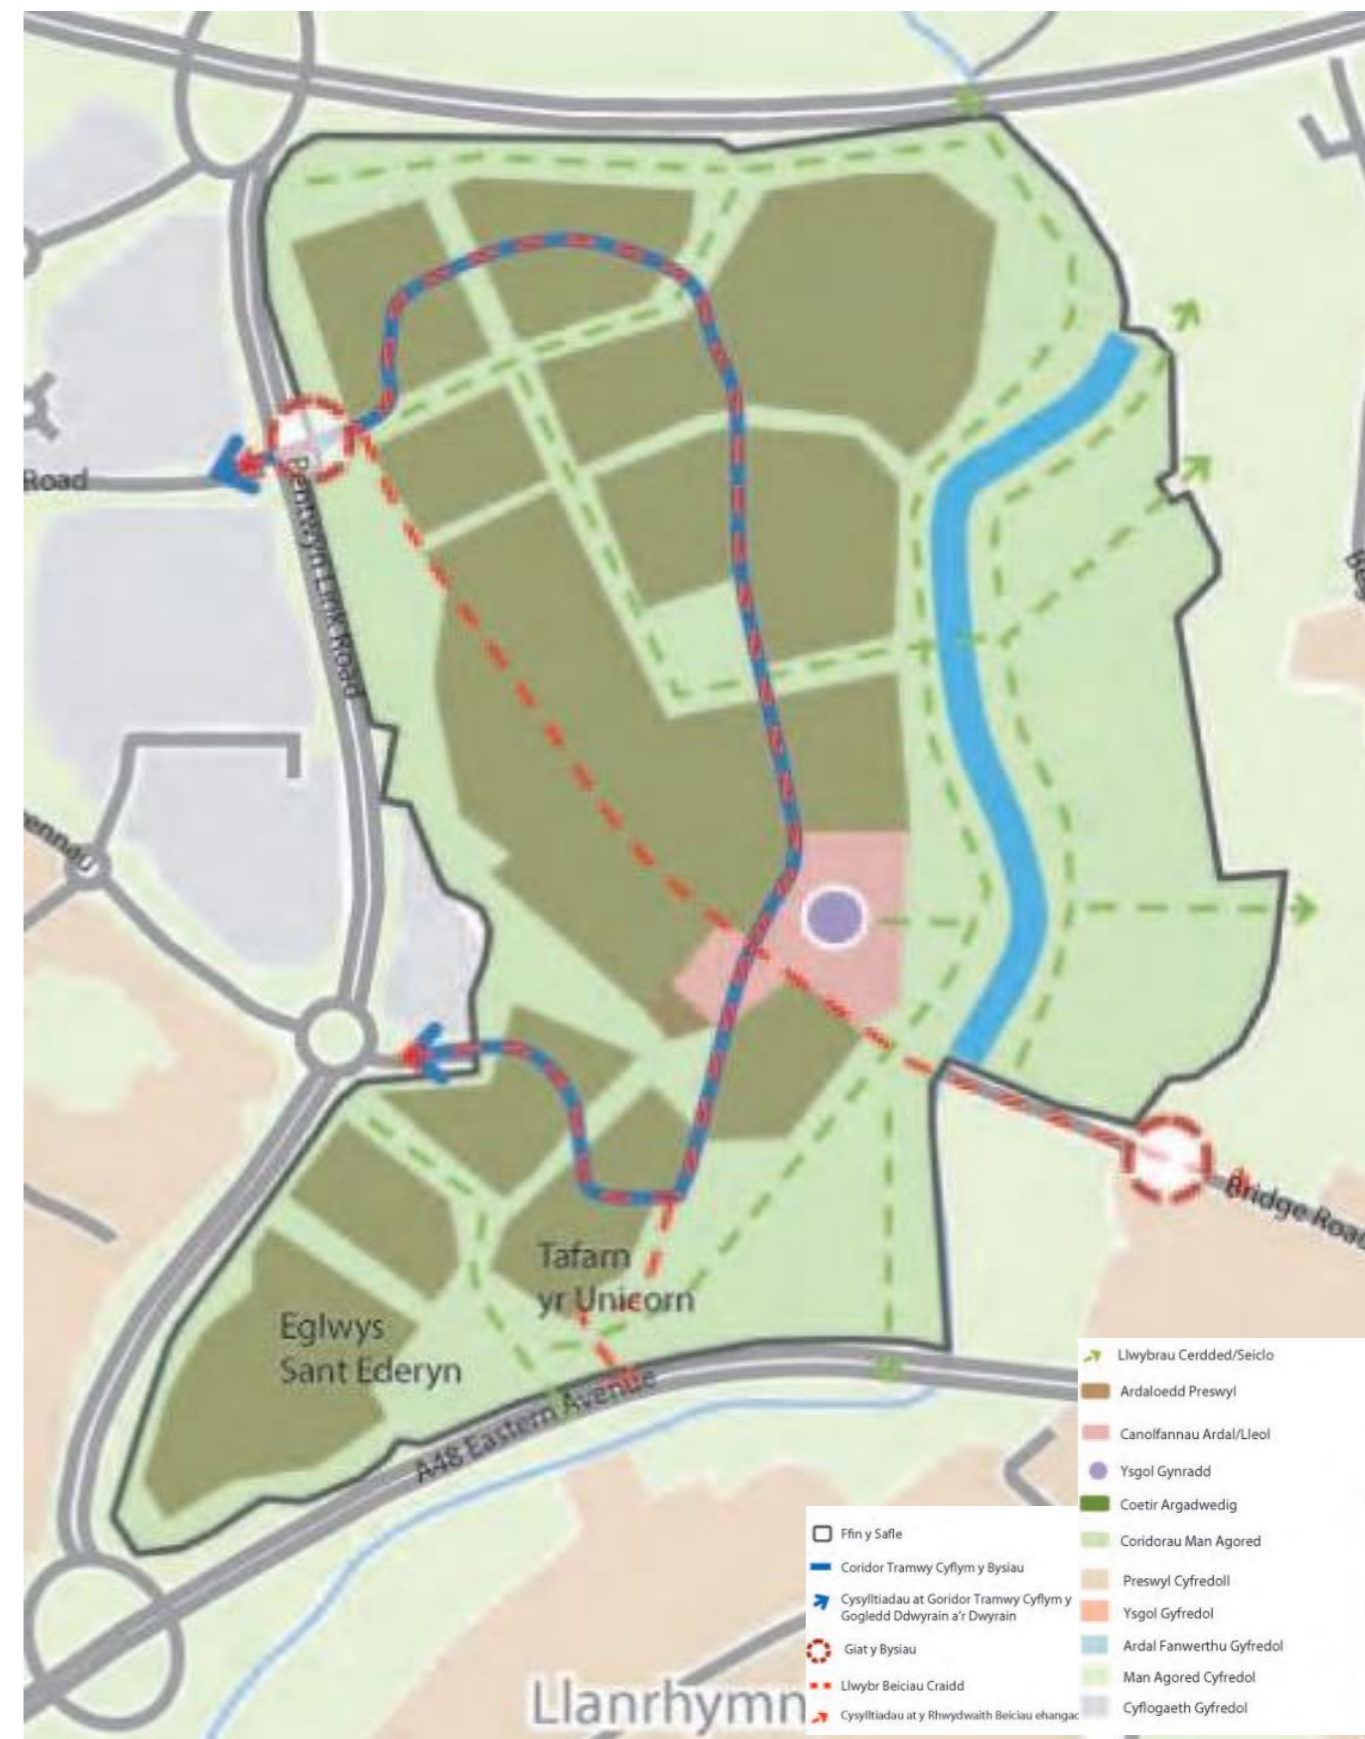 Road
Pentwyn Link Road
Bridge Road
Tafarn
yr Unicorn
Eglwys
Sant Ederyn
A48 Eastern Avenue
Llanrhymn
Ffin y Safle
Coridor Tramwy Cyflym y Bysiau
Cysylltiadau at Goridor Tramwy Cyflym y
Gogledd Ddwyrain a'r Dwyrain
Giat y Bysiau
Llwybr Beiciau Craidd
Cysylltiadau at y Rhwydwaith Beiciau ehangac
Llwybrau Cerdded/Seiclo
Ardaloedd Preswyl
Canolfannau Ardal/Lleol
Ysgol Gynradd
Coetir Argadwedig
Coridorau Man Agored
Preswyl Cyfredoll
Ysgol Gyfredol
Ardal Fanwerthu Gyfredol
Man Agored Cyfredol
Cyflogaeth Gyfredol